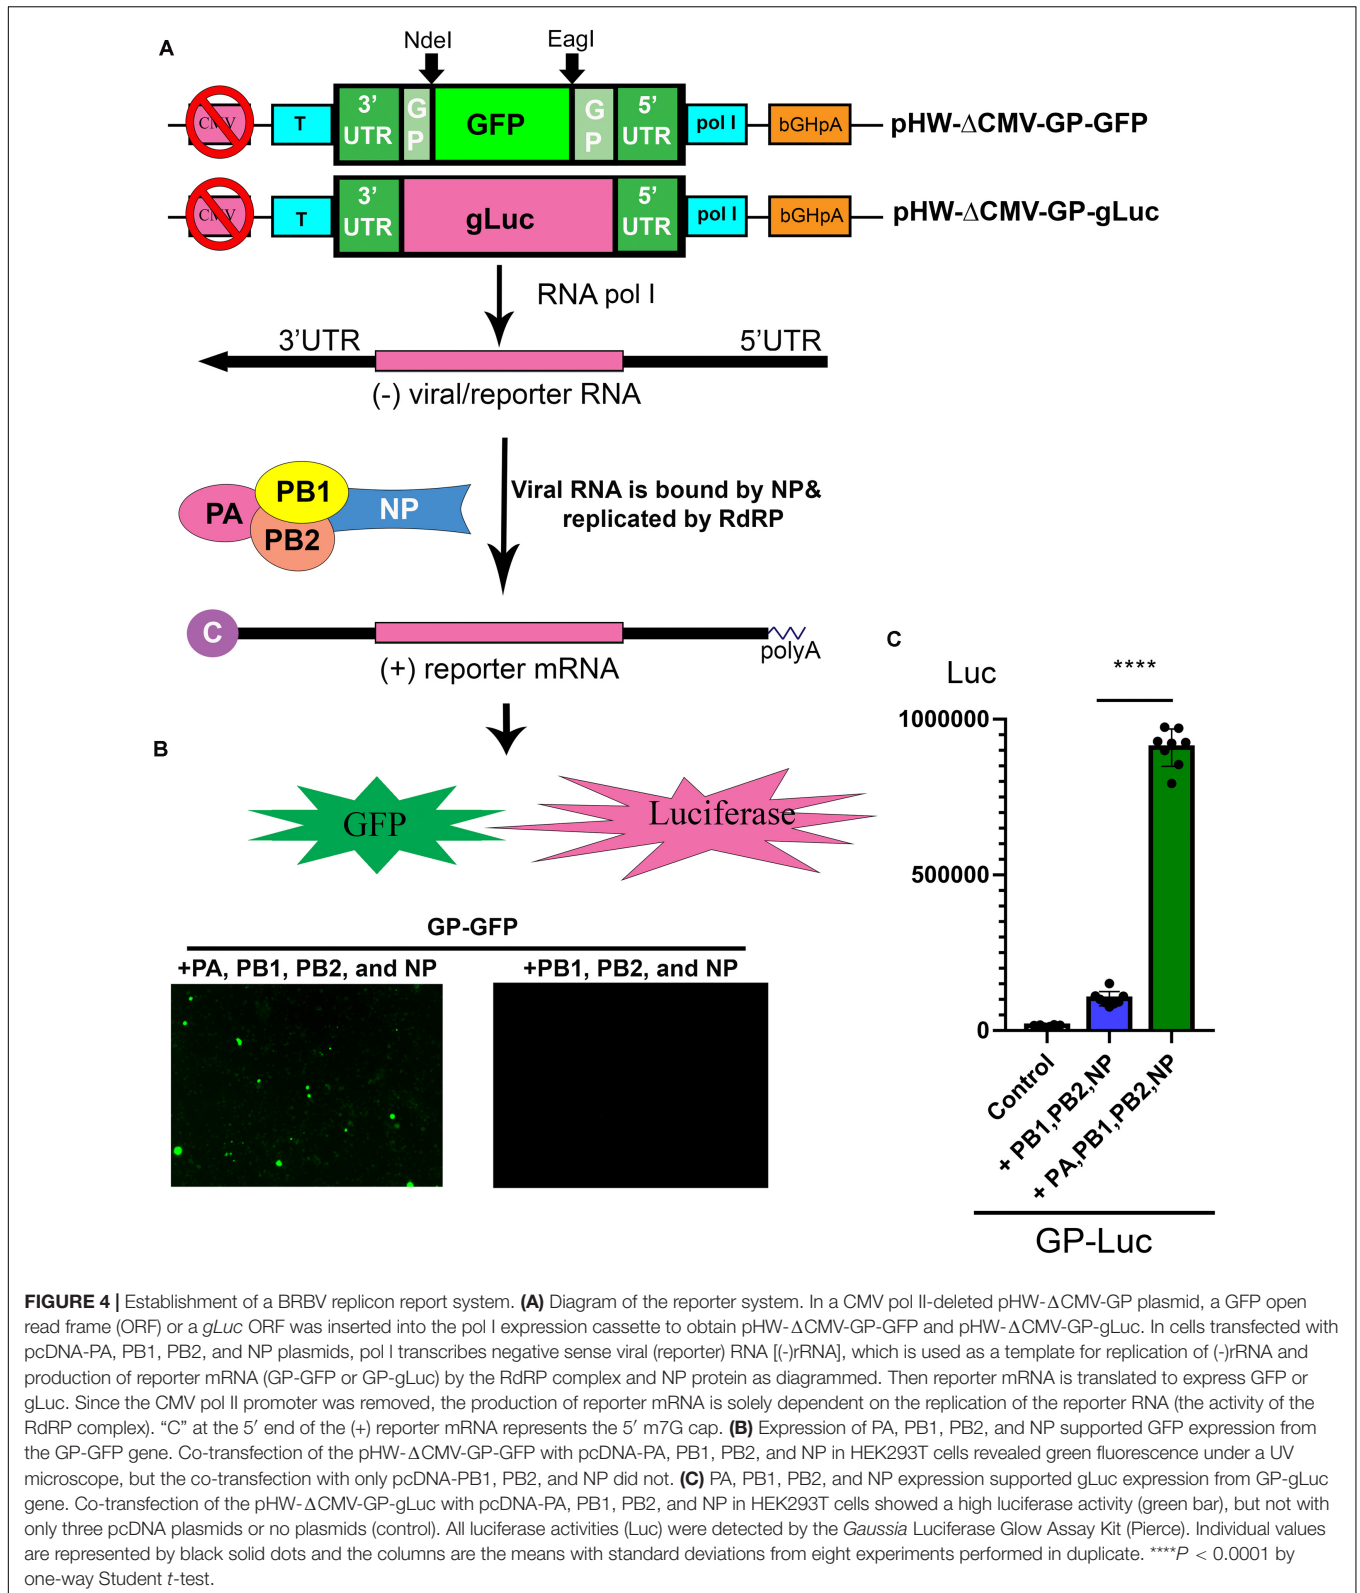 A
NdeI
EagI
CMV
T
3'
UTR
G
P
GFP
G
P
5'
UTR
pol I
bGHpA
pHW-ΔCMV-GP-GFP
CMV
T
3'
UTR
gLuc
5'
UTR
pol I
bGHpA
pHW-ΔCMV-GP-gLuc
RNA pol I
3'UTR
5'UTR
(-) viral/reporter RNA
PA
PB1
PB2
NP
Viral RNA is bound by NP&
replicated by RdRP
C
polyA
(+) reporter mRNA
B
GFP
Luciferase
GP-GFP
+PA, PB1, PB2, and NP
+PB1, PB2, and NP
C
Luc
****
1000000
500000
0
Control
+ PB1,PB2,NP
+ PA,PB1,PB2,NP
GP-Luc
FIGURE 4 | Establishment of a BRBV replicon report system. (A) Diagram of the reporter system. In a CMV pol II-deleted pHW-ΔCMV-GP plasmid, a GFP open
read frame (ORF) or a gLuc ORF was inserted into the pol I expression cassette to obtain pHW-ΔCMV-GP-GFP and pHW-ΔCMV-GP-gLuc. In cells transfected with
pcDNA-PA, PB1, PB2, and NP plasmids, pol I transcribes negative sense viral (reporter) RNA [(-)rRNA], which is used as a template for replication of (-)rRNA and
production of reporter mRNA (GP-GFP or GP-gLuc) by the RdRP complex and NP protein as diagrammed. Then reporter mRNA is translated to express GFP or
gLuc. Since the CMV pol II promoter was removed, the production of reporter mRNA is solely dependent on the replication of the reporter RNA (the activity of the
RdRP complex). “C” at the 5′ end of the (+) reporter mRNA represents the 5′ m7G cap. (B) Expression of PA, PB1, PB2, and NP supported GFP expression from
the GP-GFP gene. Co-transfection of the pHW-ΔCMV-GP-GFP with pcDNA-PA, PB1, PB2, and NP in HEK293T cells revealed green fluorescence under a UV
microscope, but the co-transfection with only pcDNA-PB1, PB2, and NP did not. (C) PA, PB1, PB2, and NP expression supported gLuc expression from GP-gLuc
gene. Co-transfection of the pHW-ΔCMV-GP-gLuc with pcDNA-PA, PB1, PB2, and NP in HEK293T cells showed a high luciferase activity (green bar), but not with
only three pcDNA plasmids or no plasmids (control). All luciferase activities (Luc) were detected by the Gaussia Luciferase Glow Assay Kit (Pierce). Individual values
are represented by black solid dots and the columns are the means with standard deviations from eight experiments performed in duplicate. ****P < 0.0001 by
one-way Student t-test.